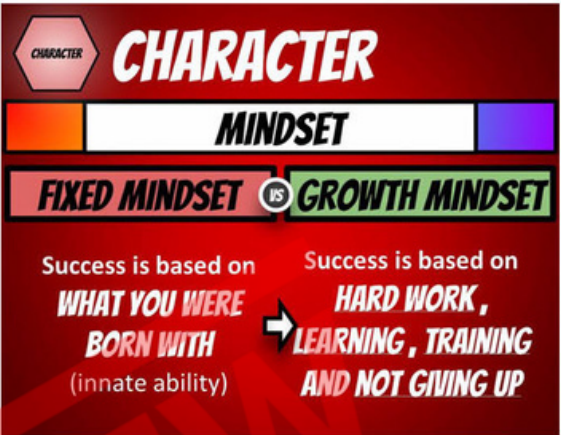 CHARACTER
CHARACTER
MINDSET
FIXED MINDSET VS GROWTH MINDSET
Success is based on
WHAT YOU WERE
BORN WITH
(innate ability)
Success is based on
HARD WORK,
LEARNING, TRAINING
AND NOT GIVING UP